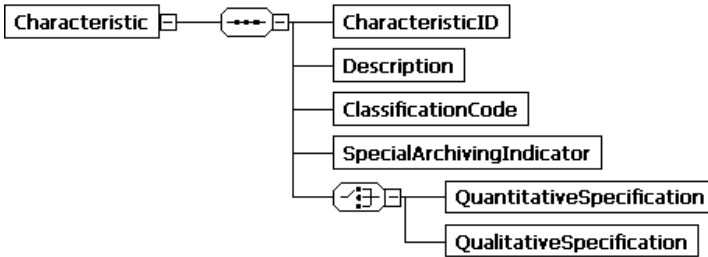 Characteristic
CharacteristicID
Description
ClassificationCode
SpecialArchivingIndicator
QuantitativeSpecification
QualitativeSpecification